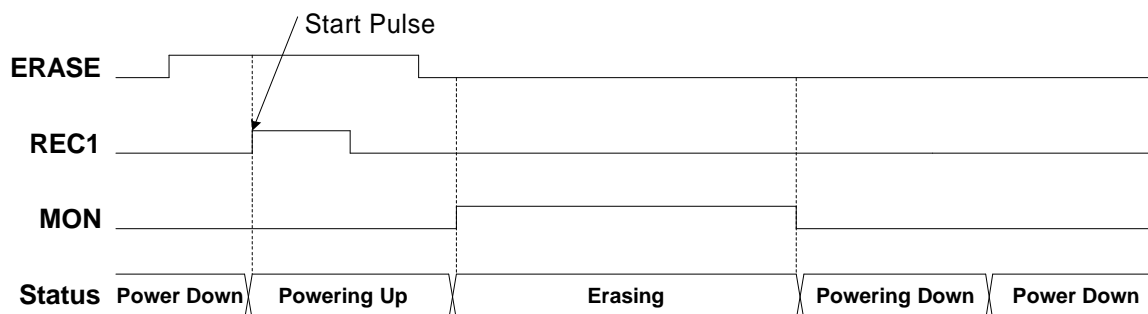 Start Pulse
ERASE
REC1
MON
Status Power Down Powering Up Erasing Powering Down Power Down